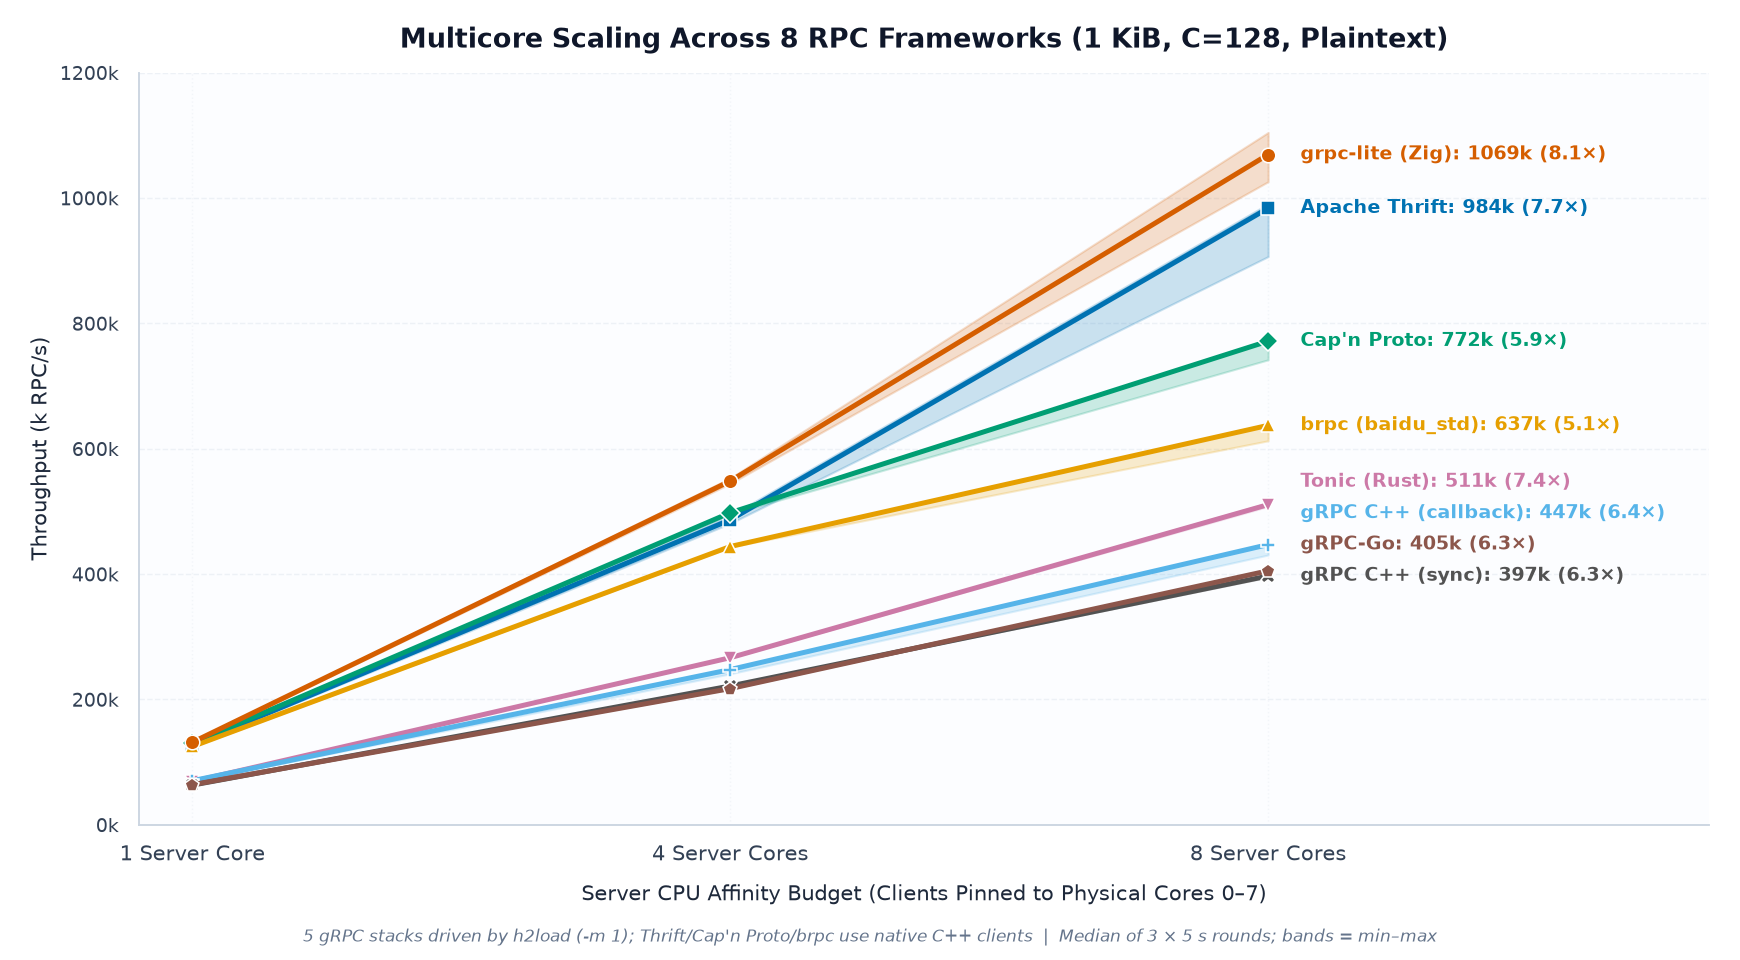 Multicore Scaling Across 8 RPC Frameworks (1 KiB, C=128, Plaintext)
Throughput (k RPC/s)
1200k
1000k
800k
600k
400k
200k
0k
grpc-lite (Zig): 1069k (8.1×)
Apache Thrift: 984k (7.7×)
Cap'n Proto: 772k (5.9×)
brpc (baidu_std): 637k (5.1×)
Tonic (Rust): 511k (7.4×)
gRPC C++ (callback): 447k (6.4×)
gRPC-Go: 405k (6.3×)
gRPC C++ (sync): 397k (6.3×)
1 Server Core
4 Server Cores
8 Server Cores
Server CPU Affinity Budget (Clients Pinned to Physical Cores 0–7)
5 gRPC stacks driven by h2load (-m 1); Thrift/Cap'n Proto/brpc use native C++ clients | Median of 3 × 5 s rounds; bands = min–max